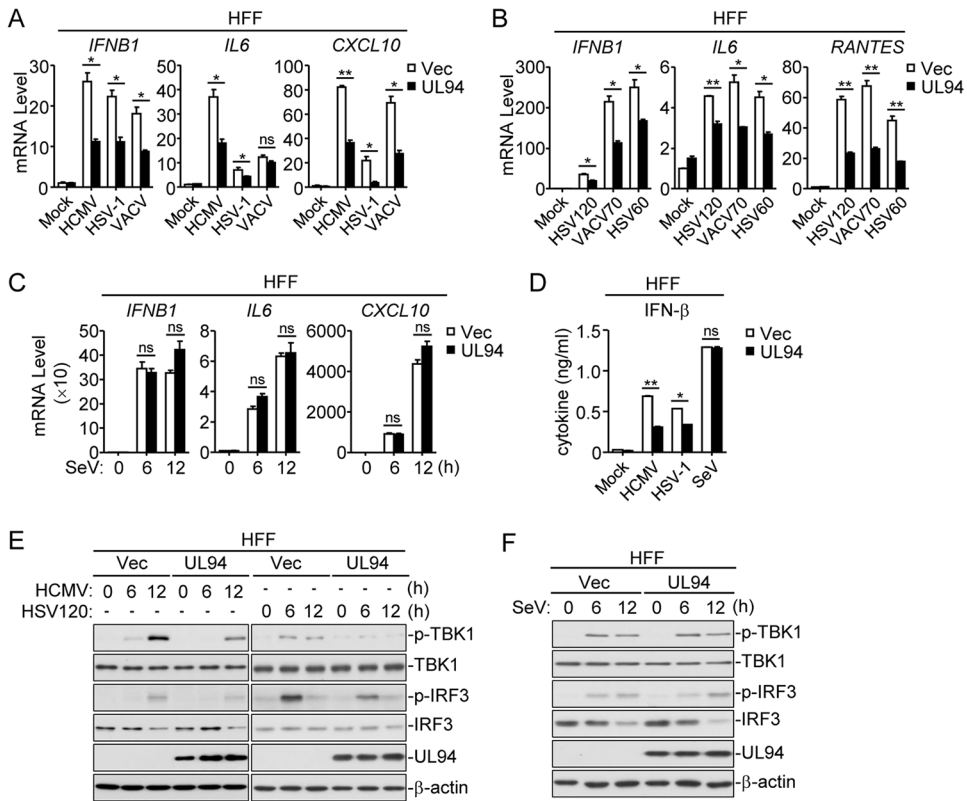 A
HFF
IFNB1 IL6 CXCL10
Vec
UL94
mRNA Level
30
20
10
0
50
40
30
20
10
0
100
80
60
40
20
0
* * *
* * ns
** * *
Mock HCMV HSV-1 VACV
Mock HCMV HSV-1 VACV
Mock HCMV HSV-1 VACV
B
HFF
IFNB1 IL6 RANTES
Vec
UL94
mRNA Level
300
200
100
0
6
4
2
0
80
60
40
20
0
* * *
** * *
** ** **
Mock HSV120 VACV70 HSV60
Mock HSV120 VACV70 HSV60
Mock HSV120 VACV70 HSV60
C
HFF
IFNB1 IL6 CXCL10
Vec
UL94
mRNA Level
(×10)
50
40
30
20
10
0
8
6
4
2
0
6000
4000
2000
0
ns ns
ns ns
ns ns
SeV: 0 6 12 0 6 12 0 6 12 (h)
D
HFF
IFN-β
Vec
UL94
cytokine (ng/ml)
1.5
1.0
0.5
0
** * ns
Mock HCMV HSV-1 SeV
E
HFF
Vec UL94 Vec UL94
HCMV: 0 6 12 0 6 12 - - - - - - (h)
HSV120: - - - - - - 0 6 12 0 6 12 (h)
-p-TBK1
-TBK1
-p-IRF3
-IRF3
-UL94
-β-actin
F
HFF
Vec UL94
SeV: 0 6 12 0 6 12 (h)
-p-TBK1
-TBK1
-p-IRF3
-IRF3
-UL94
-β-actin